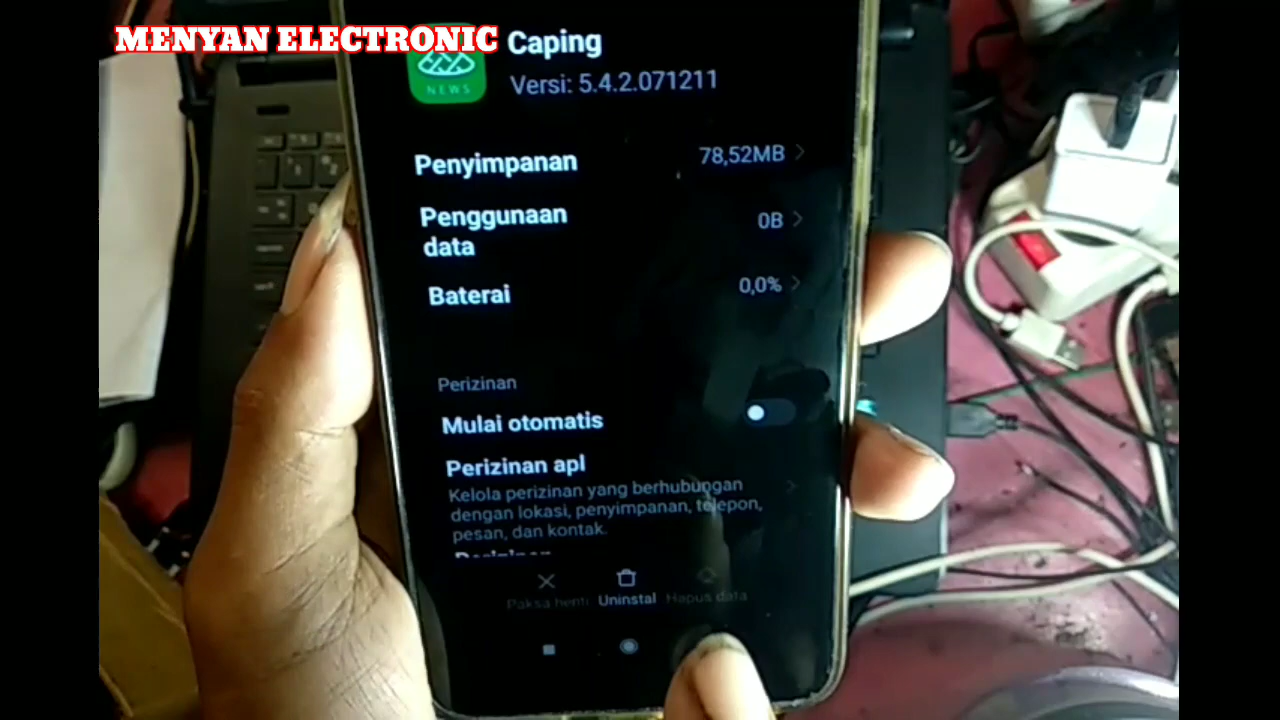 MENYAN ELECTRONIC
Caping
NEWS
Versi: 5.4.2.071211
Penyimpanan
78,52MB
Penggunaan
data
0B
Baterai
0,0%
Perizinan
Mulai otomatis
Perizinan apl
Kelola perizinan yang berhubungan
dengan lokasi, penyimpanan, telepon,
pesan, dan kontak.
Paksa henti Uninstal Hapus data